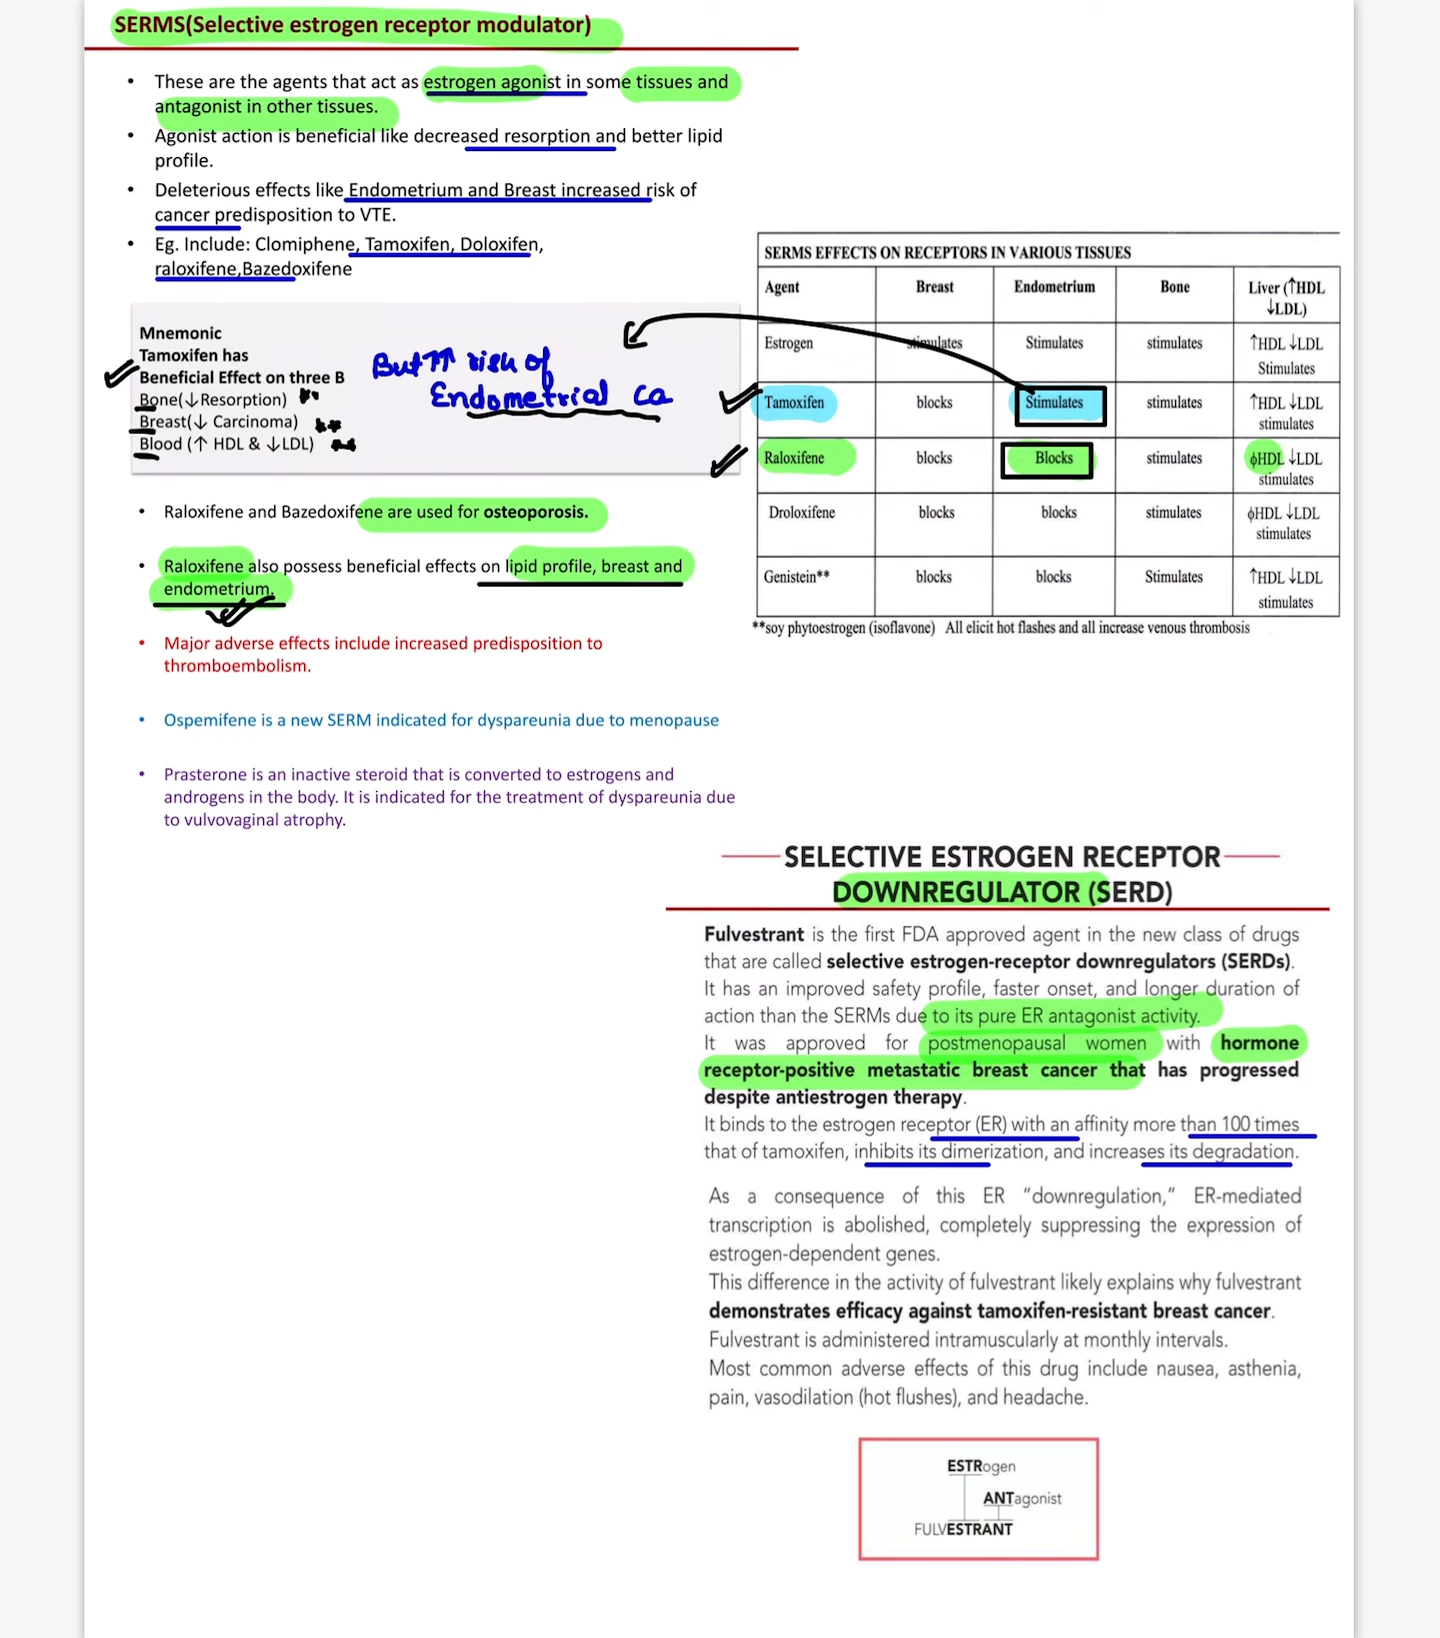 SERMS(Selective estrogen receptor modulator)
• These are the agents that act as estrogen agonist in some tissues and
antagonist in other tissues.
• Agonist action is beneficial like decreased resorption and better lipid
profile.
• Deleterious effects like Endometrium and Breast increased risk of
cancer predisposition to VTE.
• Eg. Include: Clomiphene, Tamoxifen, Doloxifen,
raloxifene,Bazedoxifene
Mnemonic
Tamoxifen has
Beneficial Effect on three B
Bone(↓Resorption)
Breast(↓ Carcinoma)
Blood (↑ HDL & ↓LDL)
But ↑↑ risk of
Endometrial ca
• Raloxifene and Bazedoxifene are used for osteoporosis.
• Raloxifene also possess beneficial effects on lipid profile, breast and
endometrium.
• Major adverse effects include increased predisposition to
thromboembolism.
• Ospemifene is a new SERM indicated for dyspareunia due to menopause
• Prasterone is an inactive steroid that is converted to estrogens and
androgens in the body. It is indicated for the treatment of dyspareunia due
to vulvovaginal atrophy.
SERMS EFFECTS ON RECEPTORS IN VARIOUS TISSUES
Agent Breast Endometrium Bone Liver (↑HDL
↓LDL)
Estrogen stimulates Stimulates stimulates ↑HDL ↓LDL
Stimulates
Tamoxifen blocks Stimulates stimulates ↑HDL ↓LDL
stimulates
Raloxifene blocks Blocks stimulates ϕHDL ↓LDL
stimulates
Droloxifene blocks blocks stimulates ϕHDL ↓LDL
stimulates
Genistein** blocks blocks Stimulates ↑HDL ↓LDL
stimulates
**soy phytoestrogen (isoflavone) All elicit hot flashes and all increase venous thrombosis
SELECTIVE ESTROGEN RECEPTOR
DOWNREGULATOR (SERD)
Fulvestrant is the first FDA approved agent in the new class of drugs
that are called selective estrogen-receptor downregulators (SERDs).
It has an improved safety profile, faster onset, and longer duration of
action than the SERMs due to its pure ER antagonist activity.
It was approved for postmenopausal women with hormone
receptor-positive metastatic breast cancer that has progressed
despite antiestrogen therapy.
It binds to the estrogen receptor (ER) with an affinity more than 100 times
that of tamoxifen, inhibits its dimerization, and increases its degradation.
As a consequence of this ER “downregulation,” ER-mediated
transcription is abolished, completely suppressing the expression of
estrogen-dependent genes.
This difference in the activity of fulvestrant likely explains why fulvestrant
demonstrates efficacy against tamoxifen-resistant breast cancer.
Fulvestrant is administered intramuscularly at monthly intervals.
Most common adverse effects of this drug include nausea, asthenia,
pain, vasodilation (hot flushes), and headache.
ESTRogen
ANTagonist
FULVESTRANT